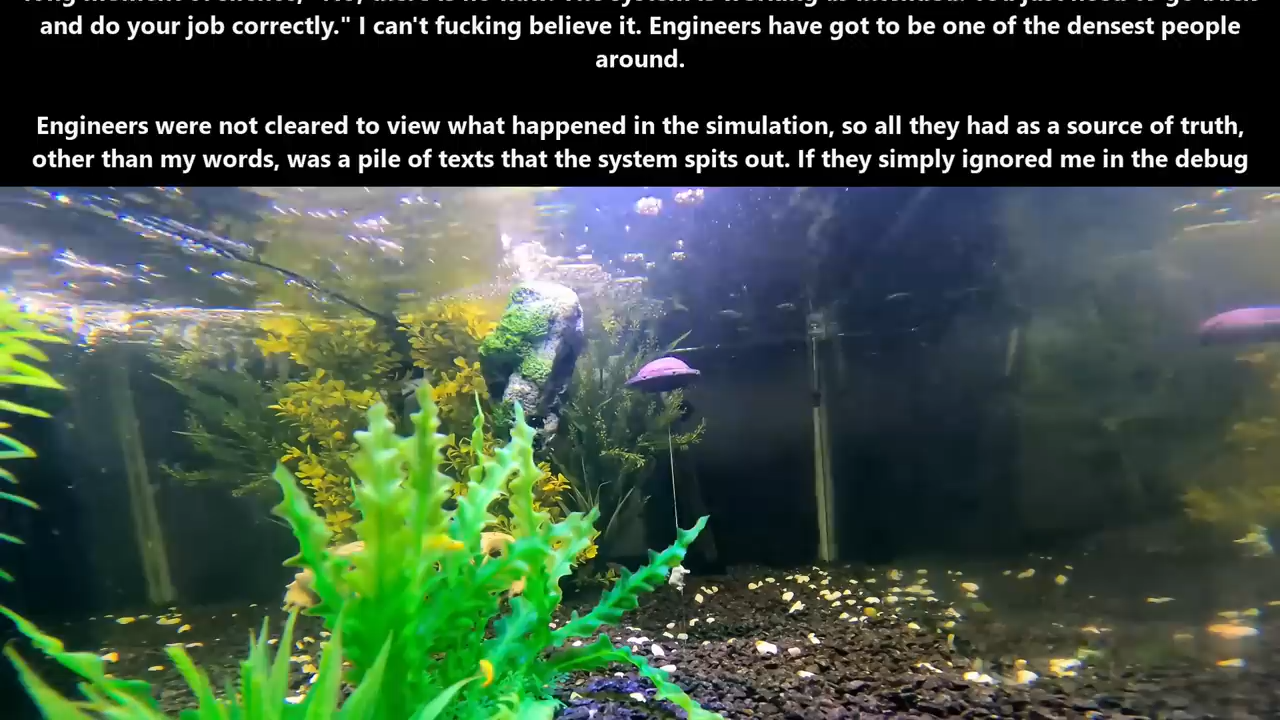 and do your job correctly." I can't fucking believe it. Engineers have got to be one of the densest people
around.
Engineers were not cleared to view what happened in the simulation, so all they had as a source of truth,
other than my words, was a pile of texts that the system spits out. If they simply ignored me in the debug